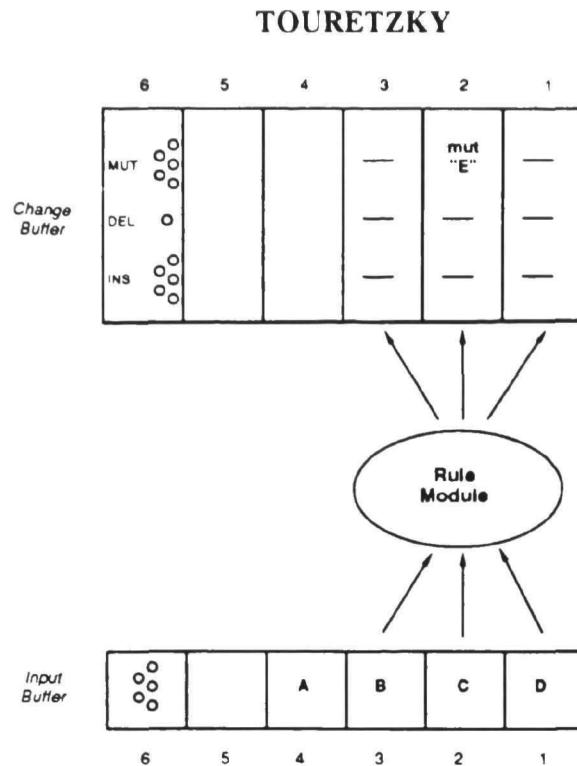 TOURETZKY
6 5 4 3 2 1
MUT
mut
"E"
Change
Buffer
DEL
INS
Rule
Module
Input
Buffer
A B C D
6 5 4 3 2 1